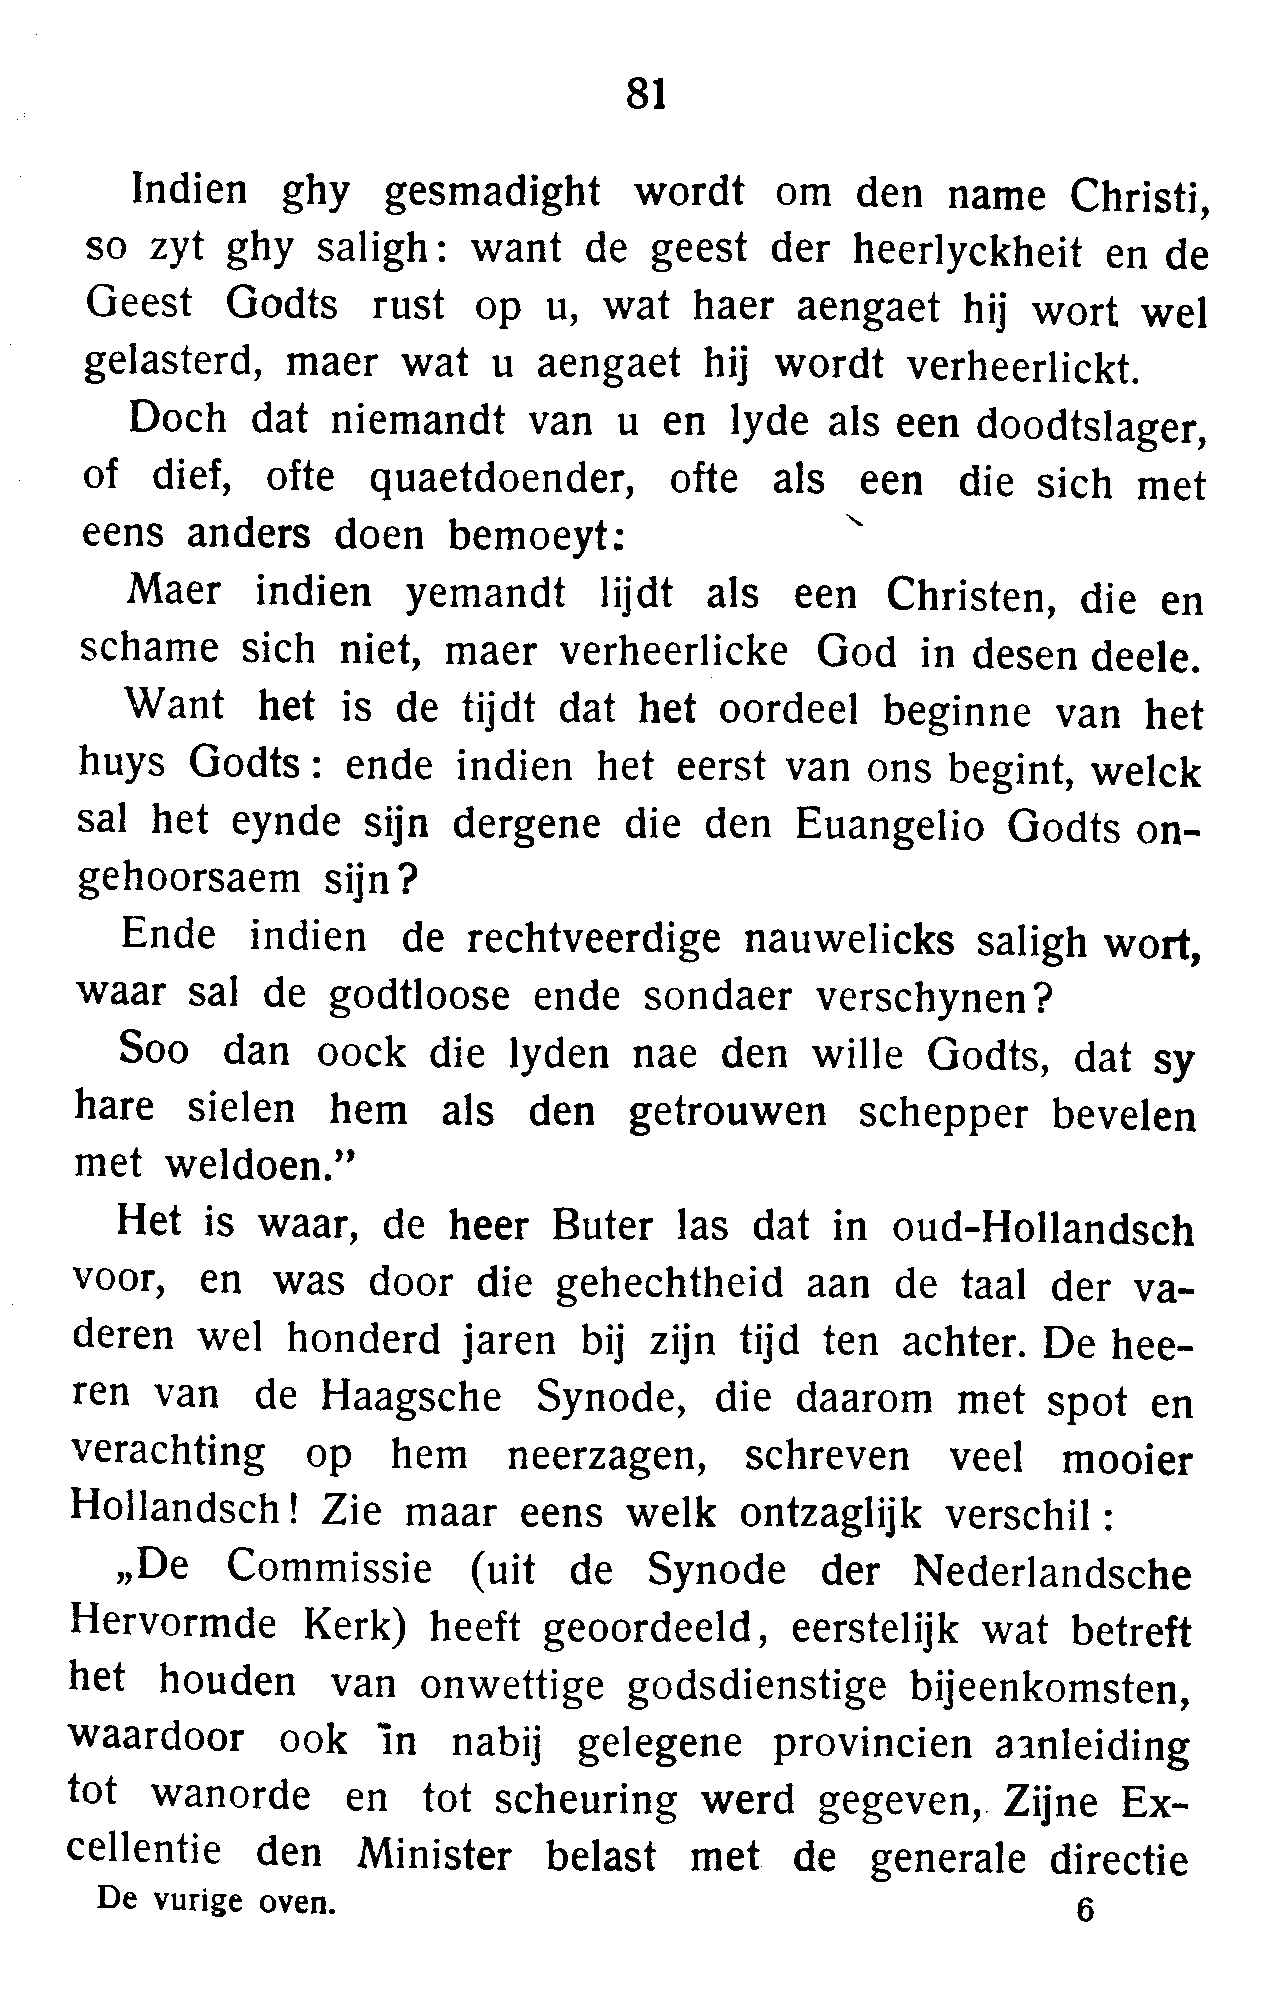 81
Indien ghy gesmadight wordt om den name Christi,
so zyt ghy saligh: want de geest der heerlyckheit en de
Geest Godts rust op u, wat haer aengaet hij wort wel
gelasterd, maer wat u aengaet hij wordt verheerlickt.
Doch dat niemandt van u en lyde als een doodtslager,
of dief, ofte quaetdoender, ofte als een die sich met
eens anders doen bemoeyt:
Maer indien yemandt lijdt als een Christen, die en
schame sich niet, maer verheerlicke God in desen deele.
Want het is de tijdt dat het oordeel beginne van het
huys Godts: ende indien het eerst van ons begint, welck
sal het eynde sijn dergene die den Euangelio Godts on-
gehoorsaem sijn?
Ende indien de rechtveerdige nauwelicks saligh wort,
waar sal de godtloose ende sondaer verschynen?
Soo dan oock die lyden nae den wille Godts, dat sy
hare sielen hem als den getrouwen schepper bevelen
met weldoen.”
Het is waar, de heer Buter las dat in oud-Hollandsch
voor, en was door die gehechtheid aan de taal der va-
deren wel honderd jaren bij zijn tijd ten achter. De hee-
ren van de Haagsche Synode, die daarom met spot en
verachting op hem neerzagen, schreven veel mooier
Hollandsch! Zie maar eens welk ontzaglijk verschil:
„De Commissie (uit de Synode der Nederlandsche
Hervormde Kerk) heeft geoordeeld, eerstelijk wat betreft
het houden van onwettige godsdienstige bijeenkomsten,
waardoor ook in nabij gelegene provincien aanleiding
tot wanorde en tot scheuring werd gegeven, Zijne Ex-
cellentie den Minister belast met de generale directie
De vurige oven. 6